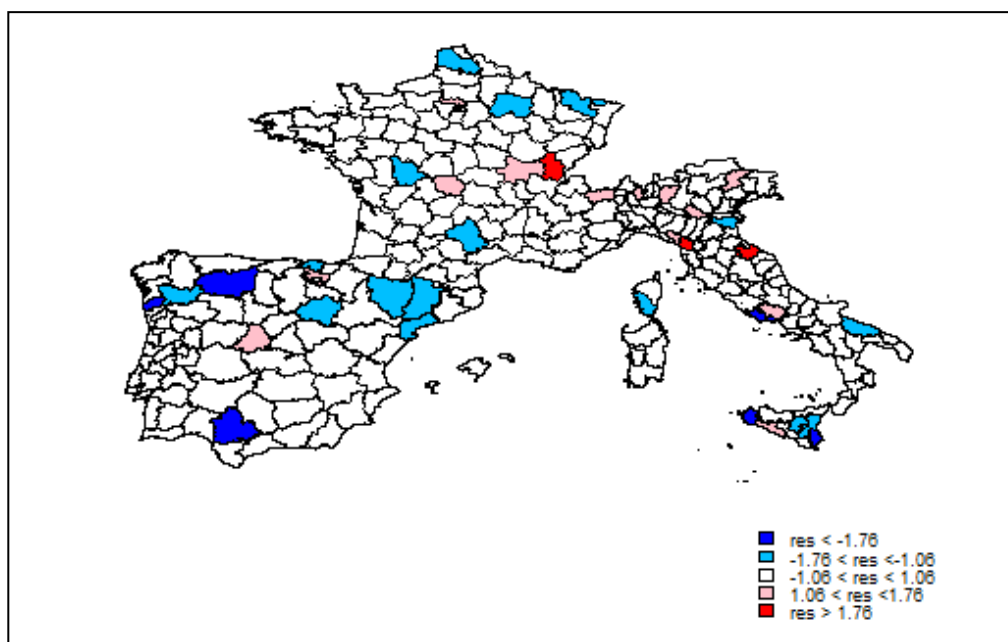 res < -1.76
-1.76 < res <-1.06
-1.06 < res < 1.06
1.06 < res <1.76
res > 1.76